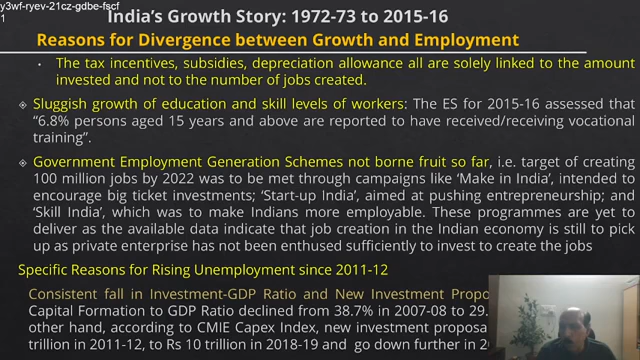 y3wf-ryev-21cz-gdbe-fscf
1
India's Growth Story: 1972-73 to 2015-16
Reasons for Divergence between Growth and Employment
• The tax incentives, subsidies, depreciation allowance all are solely linked to the amount
invested and not to the number of jobs created.
Sluggish growth of education and skill levels of workers: The ES for 2015-16 assessed that
“6.8% persons aged 15 years and above are reported to have received/receiving vocational
training”.
Government Employment Generation Schemes not borne fruit so far, i.e. target of creating
100 million jobs by 2022 was to be met through campaigns like ‘Make in India’, intended to
encourage big ticket investments; ‘Start-up India’, aimed at pushing entrepreneurship; and
‘Skill India’, which was to make Indians more employable. These programmes are yet to
deliver as the available data indicate that job creation in the Indian economy is still to pick
up as private enterprise has not been enthused sufficiently to invest to create the jobs
Specific Reasons for Rising Unemployment since 2011-12
Consistent fall in Investment-GDP Ratio and New Investment
Capital Formation to GDP Ratio declined from 38.7% in 2007-08 to 29.
other hand, according to CMIE Capex Index, new investment
trillion in 2011-12, to Rs 10 trillion in 2018-19 and go down further in